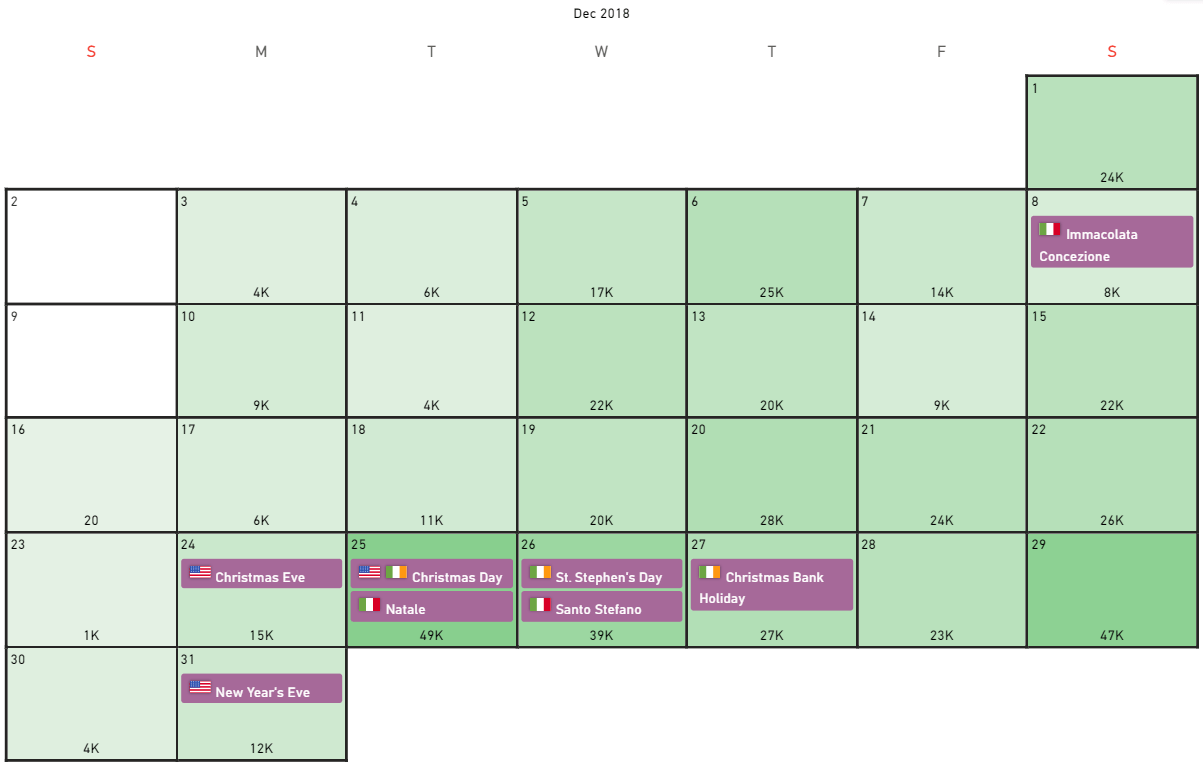 Dec 2018
S M T W T F S
1
24K
2 3 4 5 6 7 8
Immacolata
Concezione
4K 6K 17K 25K 14K 8K
9 10 11 12 13 14 15
9K 4K 22K 20K 9K 22K
16 17 18 19 20 21 22
20 6K 11K 20K 28K 24K 26K
23 24 25 26 27 28 29
Christmas Eve Christmas Day St. Stephen's Day Christmas Bank
Holiday
Natale Santo Stefano
1K 15K 49K 39K 27K 23K 47K
30 31
New Year's Eve
4K 12K